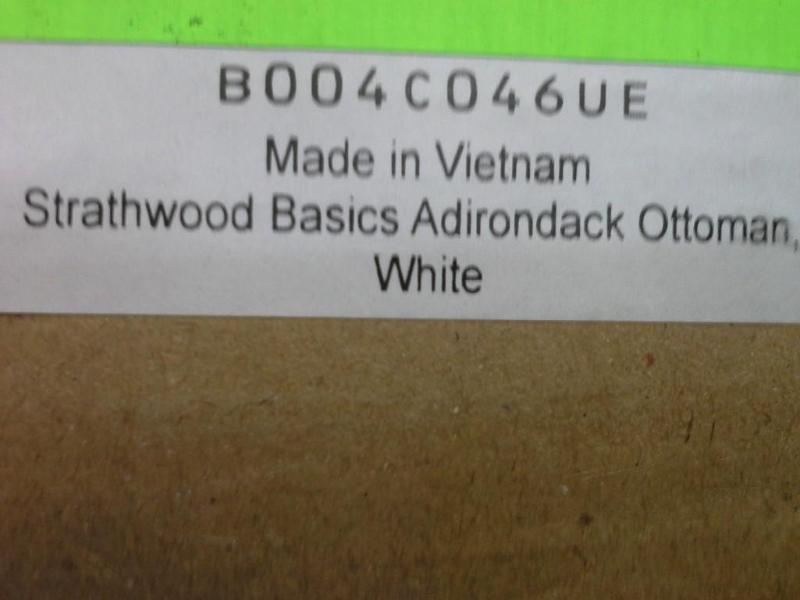 B004C046UE
Made in Vietnam
Strathwood Basics Adirondack Ottoman,
White